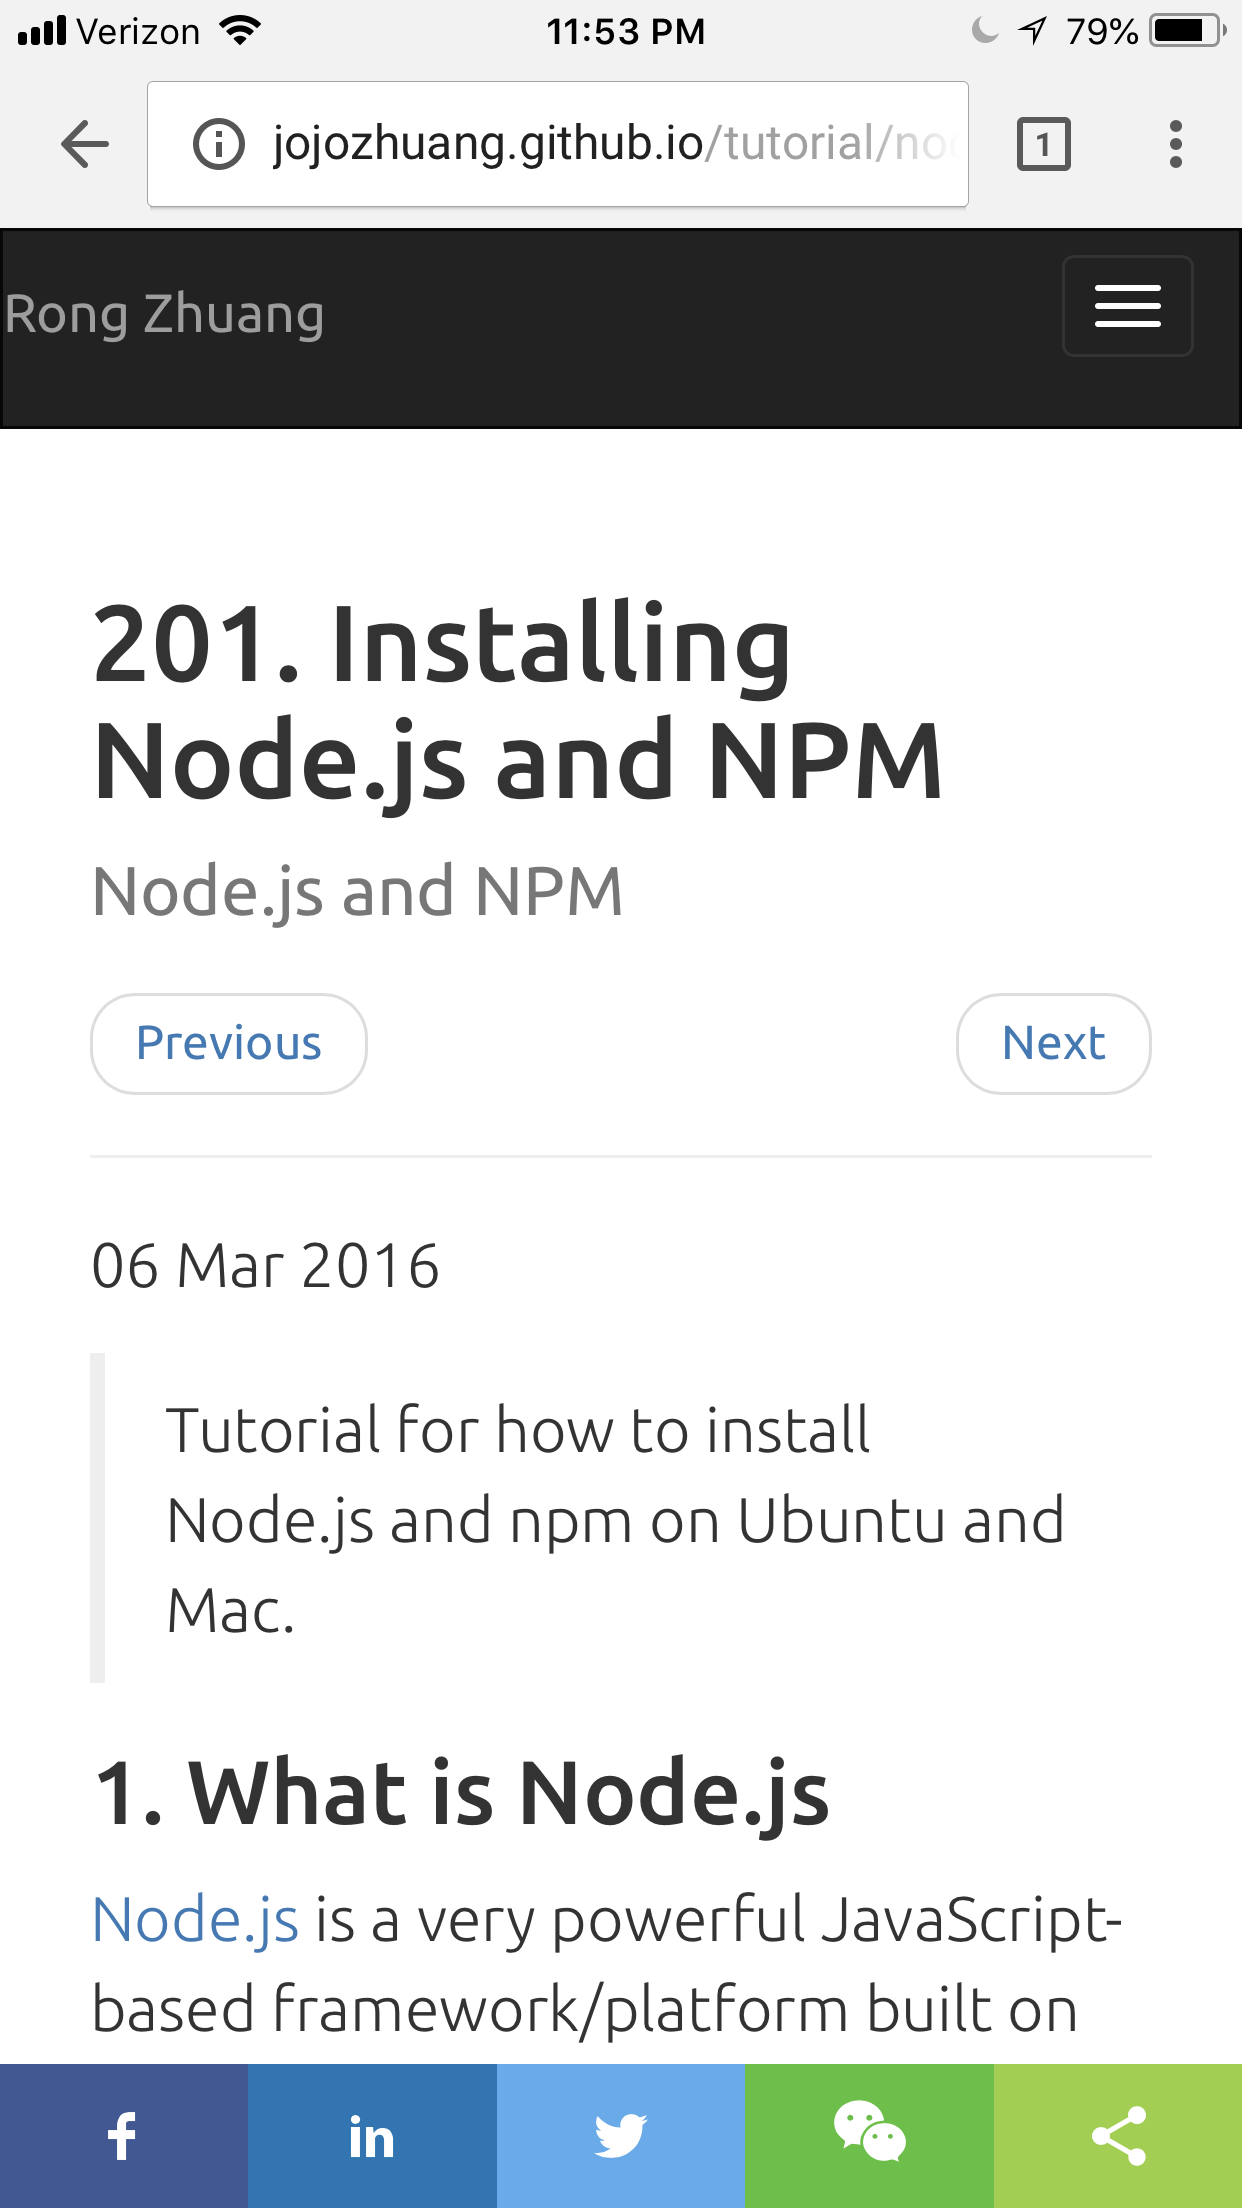 Verizon 11:53 PM 79%
jojozhuang.github.io/tutorial/no
1
Rong Zhuang
201. Installing
Node.js and NPM
Node.js and NPM
Previous Next
06 Mar 2016
Tutorial for how to install
Node.js and npm on Ubuntu and
Mac.
1. What is Node.js
Node.js is a very powerful JavaScript-
based framework/platform built on
f in